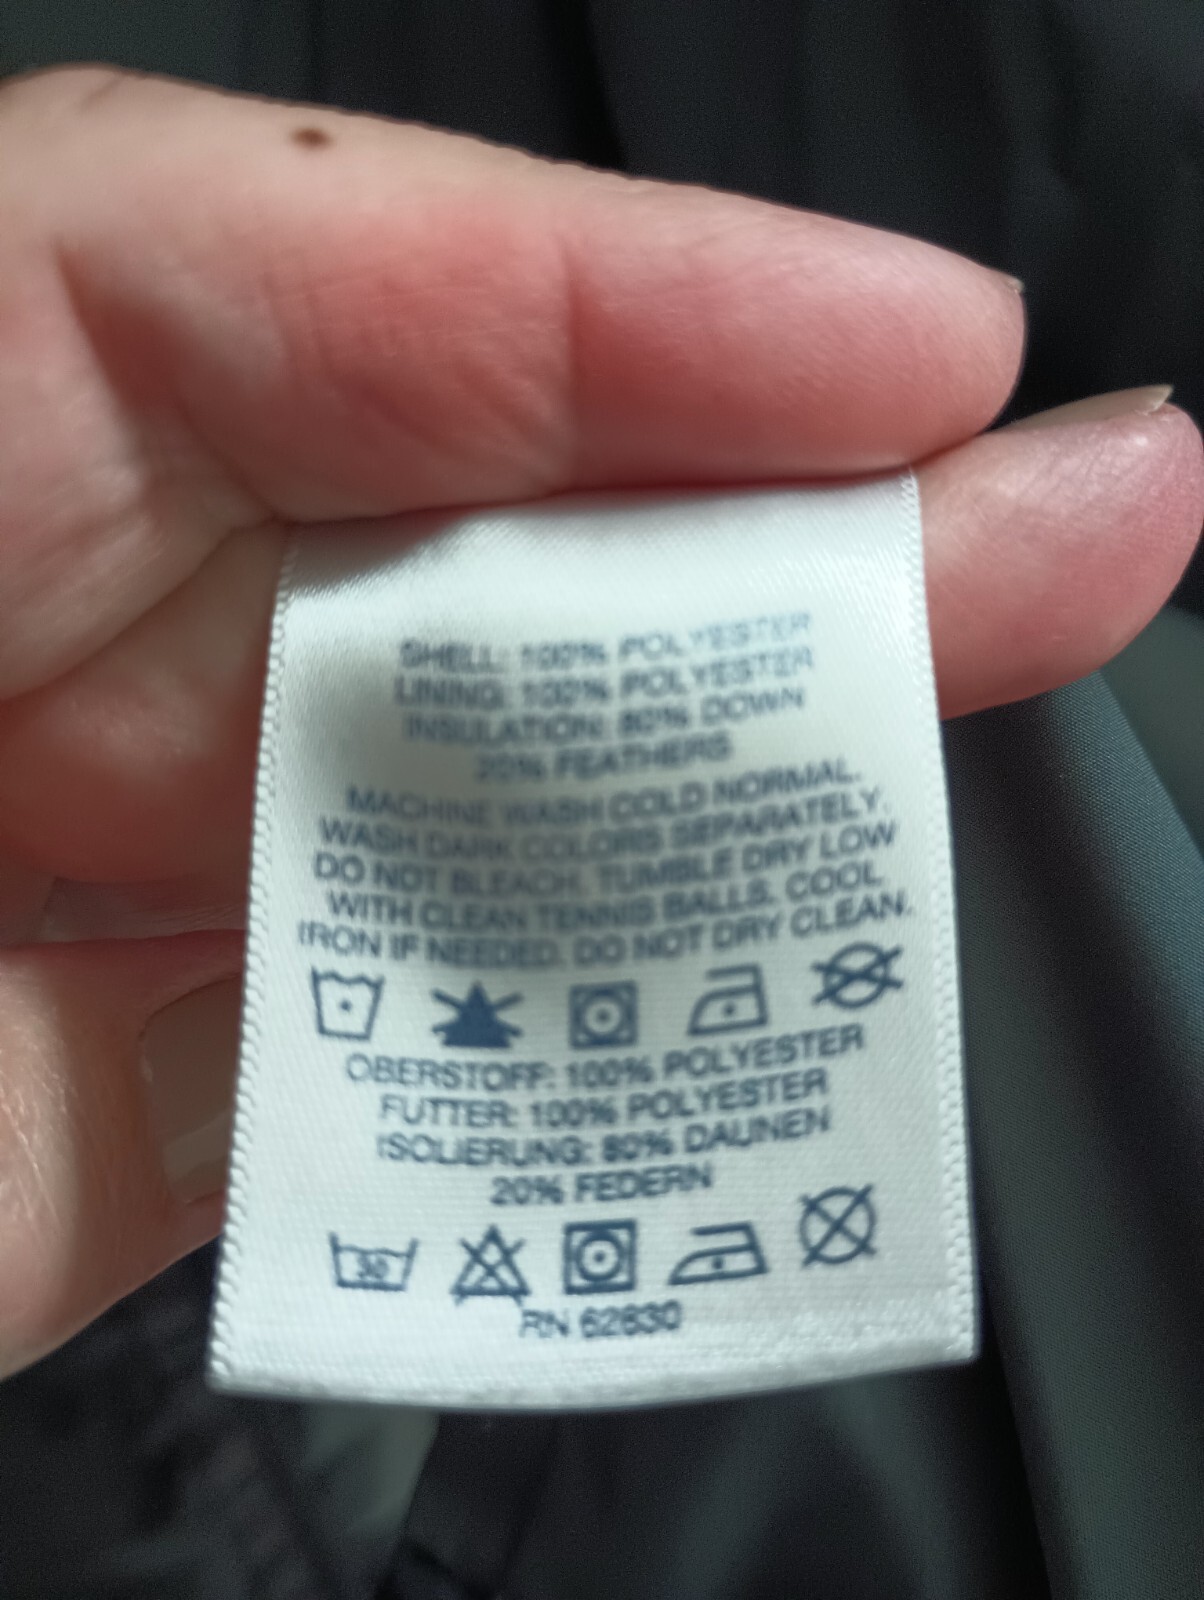 SHELL: 100% POLYESTER
LINING: 100% POLYESTER
INSULATION: 80% DOWN
20% FEATHERS
MACHINE WASH COLD NORMAL.
WASH DARK COLORS SEPARATELY.
DO NOT BLEACH. TUMBLE DRY LOW
WITH CLEAN TENNIS BALLS. COOL
IRON IF NEEDED. DO NOT DRY CLEAN.
OBERSTOFF: 100% POLYESTER
FUTTER: 100% POLYESTER
ISOLIERUNG: 80% DAUNEN
20% FEDERN
30
RN 62830